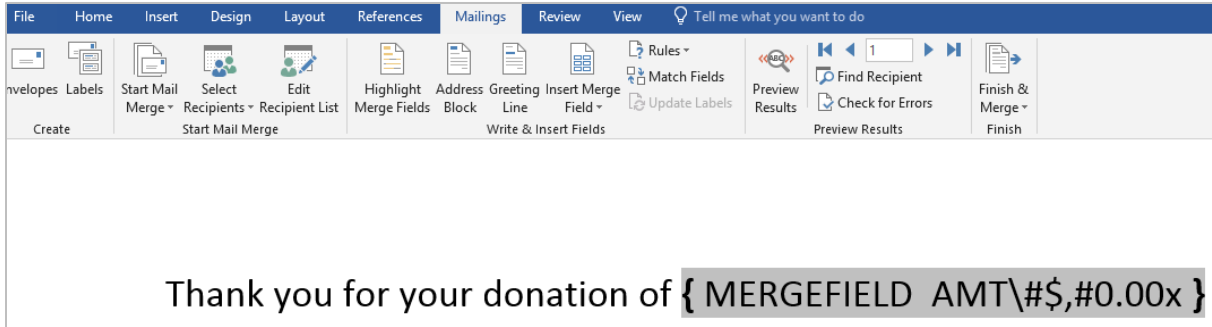 File Home Insert Design Layout References Mailings Review View Tell me what you want to do
nvelopes Labels
Create
Start Mail Merge
Select Recipients
Edit Recipient List
Start Mail Merge
Highlight Merge Fields
Address Block
Greeting Line
Insert Merge Field
Rules
Match Fields
Update Labels
Write & Insert Fields
«ABC»
Preview Results
1
Find Recipient
Check for Errors
Preview Results
Finish & Merge
Finish
Thank you for your donation of { MERGEFIELD AMT\#$,#0.00x }